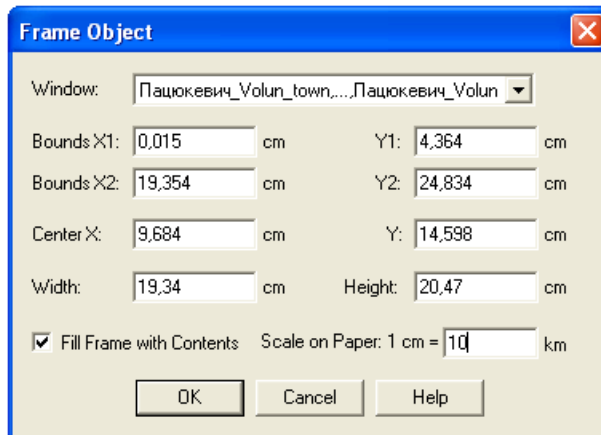 Frame Object
Window: Пацюкевич_Volun_town,...,Пацюкевич_Volun
Bounds X1: 0,015 cm Y1: 4,364 cm
Bounds X2: 19,354 cm Y2: 24,834 cm
Center X: 9,684 cm Y: 14,598 cm
Width: 19,34 cm Height: 20,47 cm
Fill Frame with Contents Scale on Paper: 1 cm = 10 km
OK Cancel Help